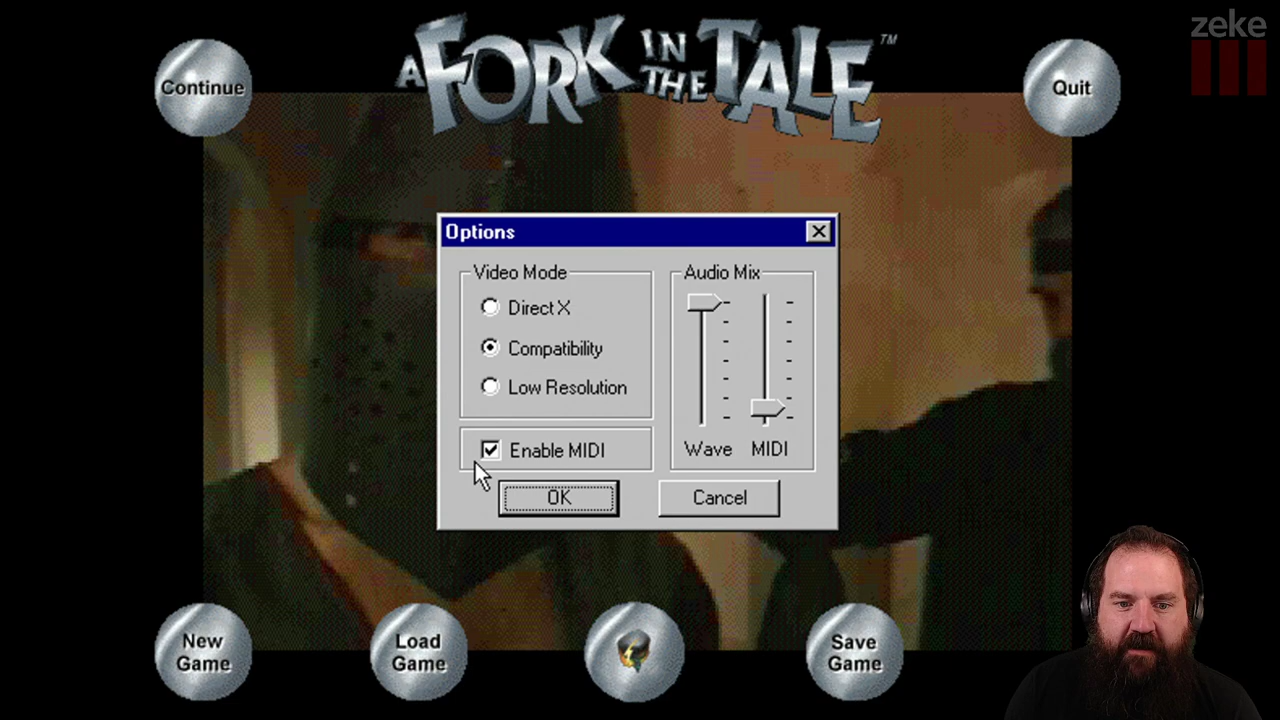 zeke
III
A FORK IN THE TALE™
Continue
Quit
Options
Video Mode
Direct X
Compatibility
Low Resolution
Enable MIDI
Audio Mix
Wave MIDI
OK
Cancel
New
Game
Load
Game
Save
Game